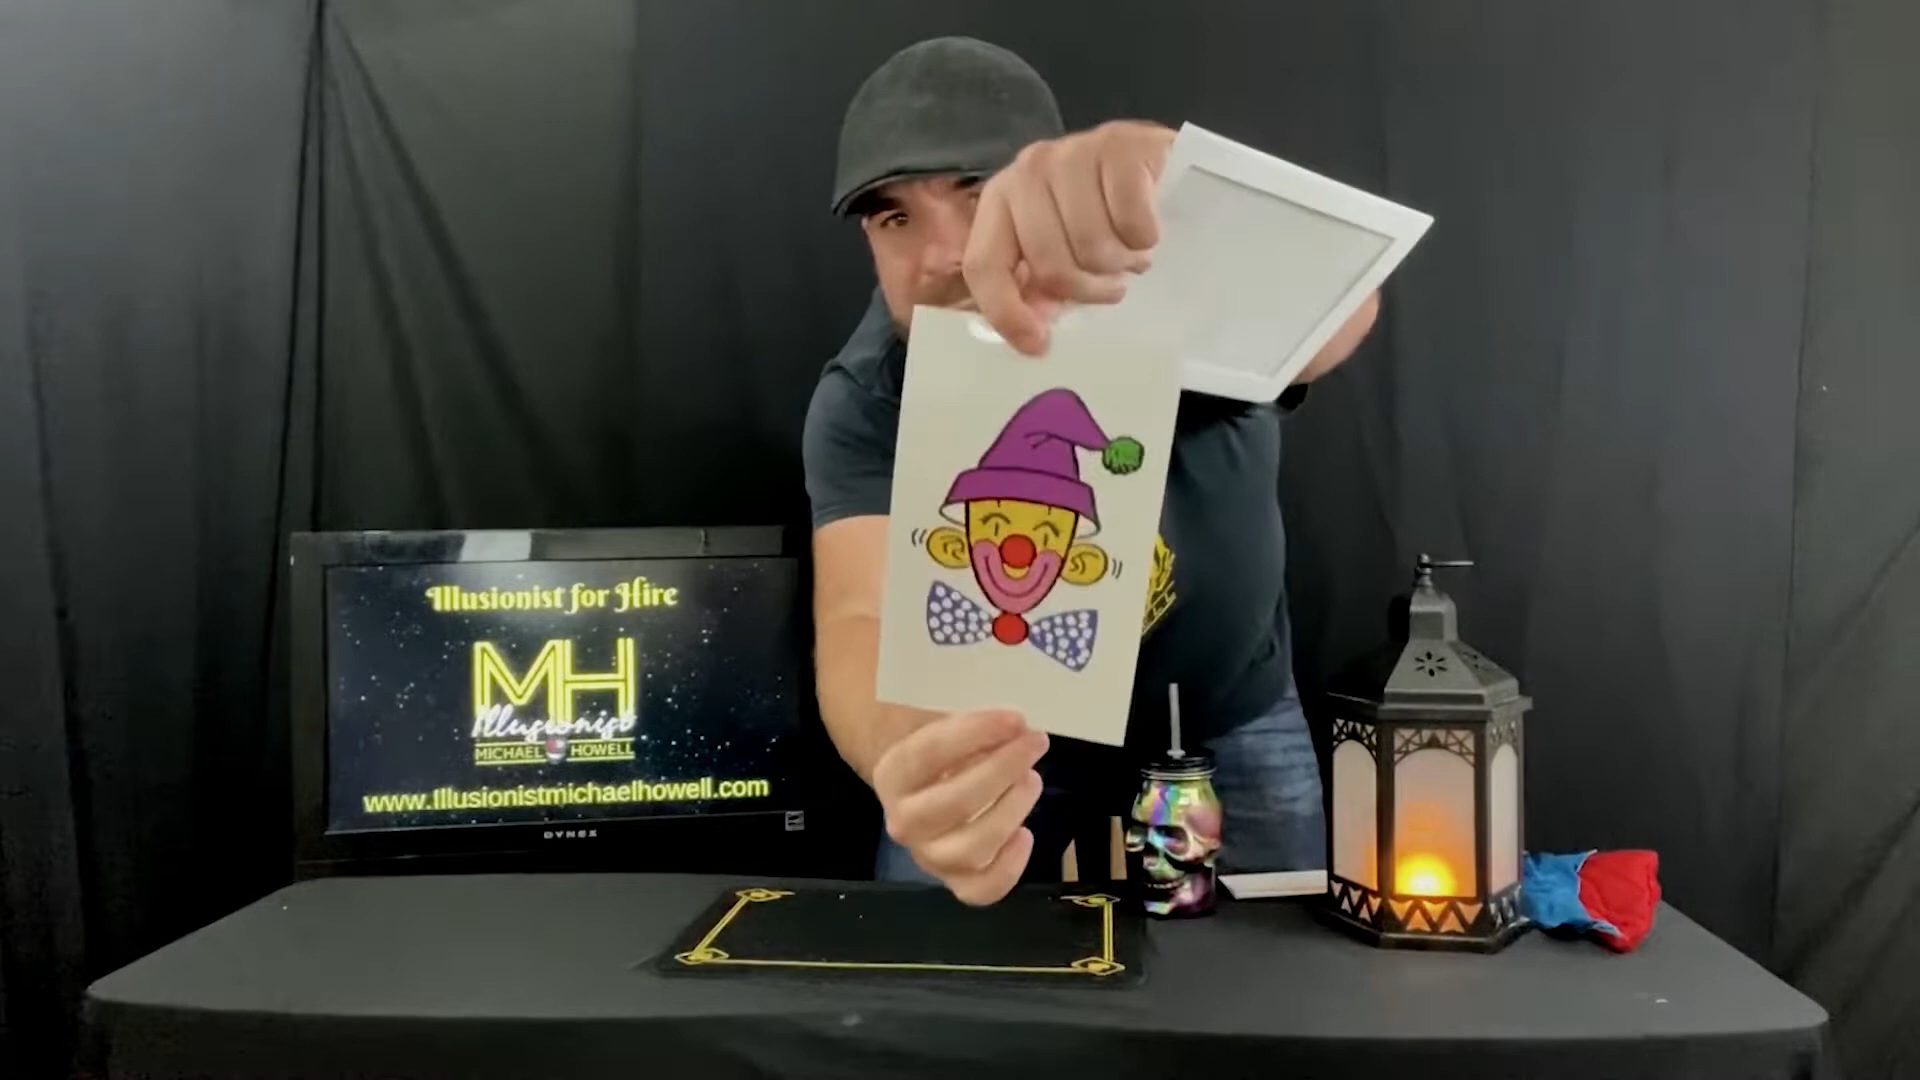 Illusionist for Hire
MH
Illusionist
MICHAEL HOWELL
www.Illusionistmichaelhowell.com
DYNEX